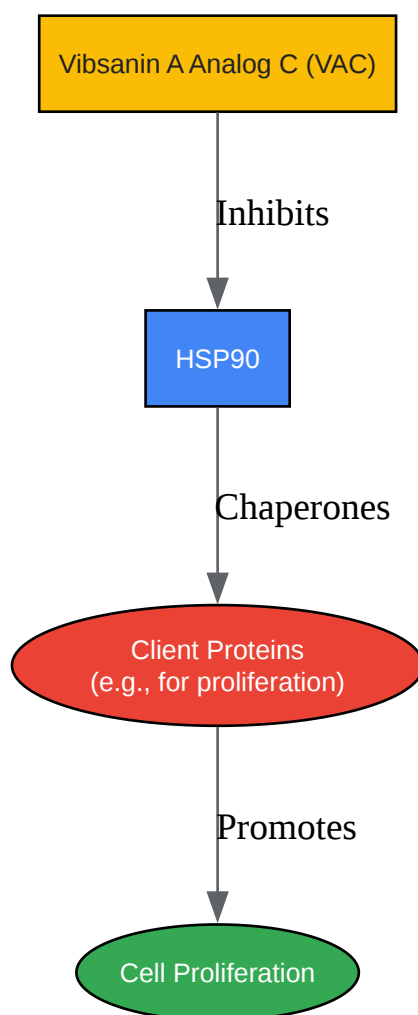 Vibsanin A Analog C (VAC)
Inhibits
HSP90
Chaperones
Client Proteins
(e.g., for proliferation)
Promotes
Cell Proliferation